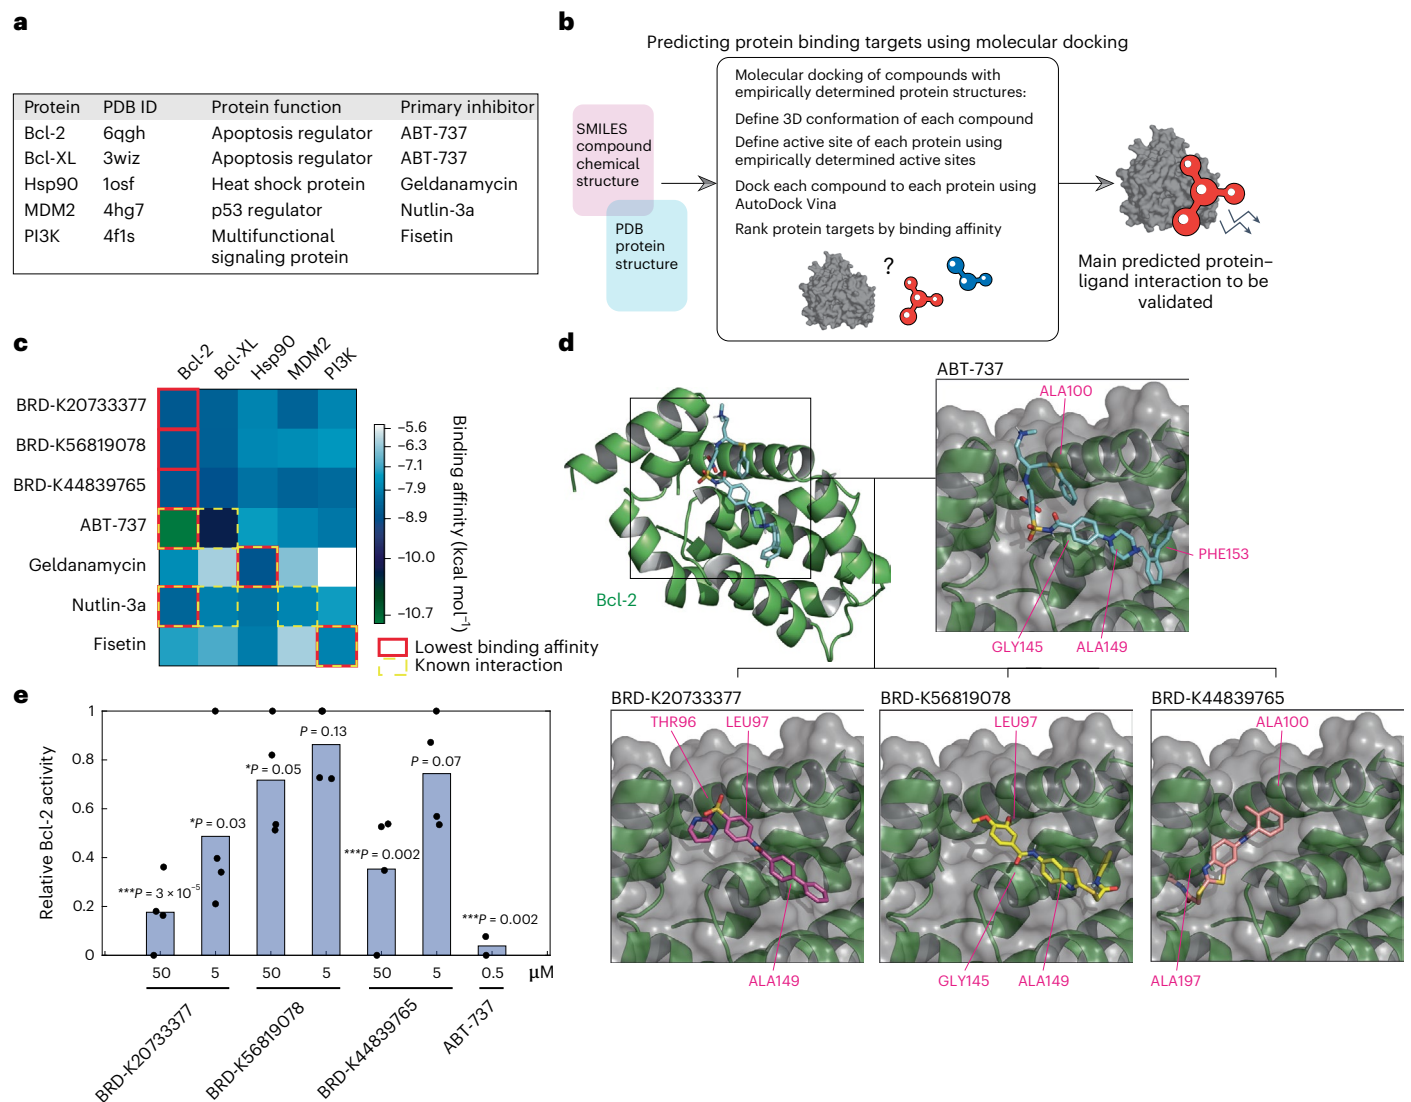 a
Protein PDB ID Protein function Primary inhibitor
Bcl-2 6qgh Apoptosis regulator ABT-737
Bcl-XL 3wiz Apoptosis regulator ABT-737
Hsp90 1osf Heat shock protein Geldanamycin
MDM2 4hg7 p53 regulator Nutlin-3a
PI3K 4f1s Multifunctional Fisetin
signaling protein
b
Predicting protein binding targets using molecular docking
SMILES
compound
chemical
structure
PDB
protein
structure
Molecular docking of compounds with
empirically determined protein structures:
Define 3D conformation of each compound
Define active site of each protein using
empirically determined active sites
Dock each compound to each protein using
AutoDock Vina
Rank protein targets by binding affinity
?
Main predicted protein–
ligand interaction to be
validated
c
Bcl-2 Bcl-XL Hsp90 MDM2 PI3K
BRD-K20733377
BRD-K56819078
BRD-K44839765
ABT-737
Geldanamycin
Nutlin-3a
Fisetin
–5.6
–6.3
–7.1
–7.9
–8.9
–10.0
–10.7
Binding affinity (kcal mol⁻¹)
Lowest binding affinity
Known interaction
d
Bcl-2
ABT-737
ALA100
PHE153
GLY145 ALA149
BRD-K20733377
THR96 LEU97
ALA149
BRD-K56819078
LEU97
GLY145 ALA149
BRD-K44839765
ALA100
ALA197
e
Relative Bcl-2 activity
1
0.8
0.6
0.4
0.2
0
***P = 3 × 10⁻⁵
*P = 0.03
*P = 0.05
P = 0.13
***P = 0.002
P = 0.07
***P = 0.002
50 5 50 5 50 5 0.5 µM
BRD-K20733377
BRD-K56819078
BRD-K44839765
ABT-737